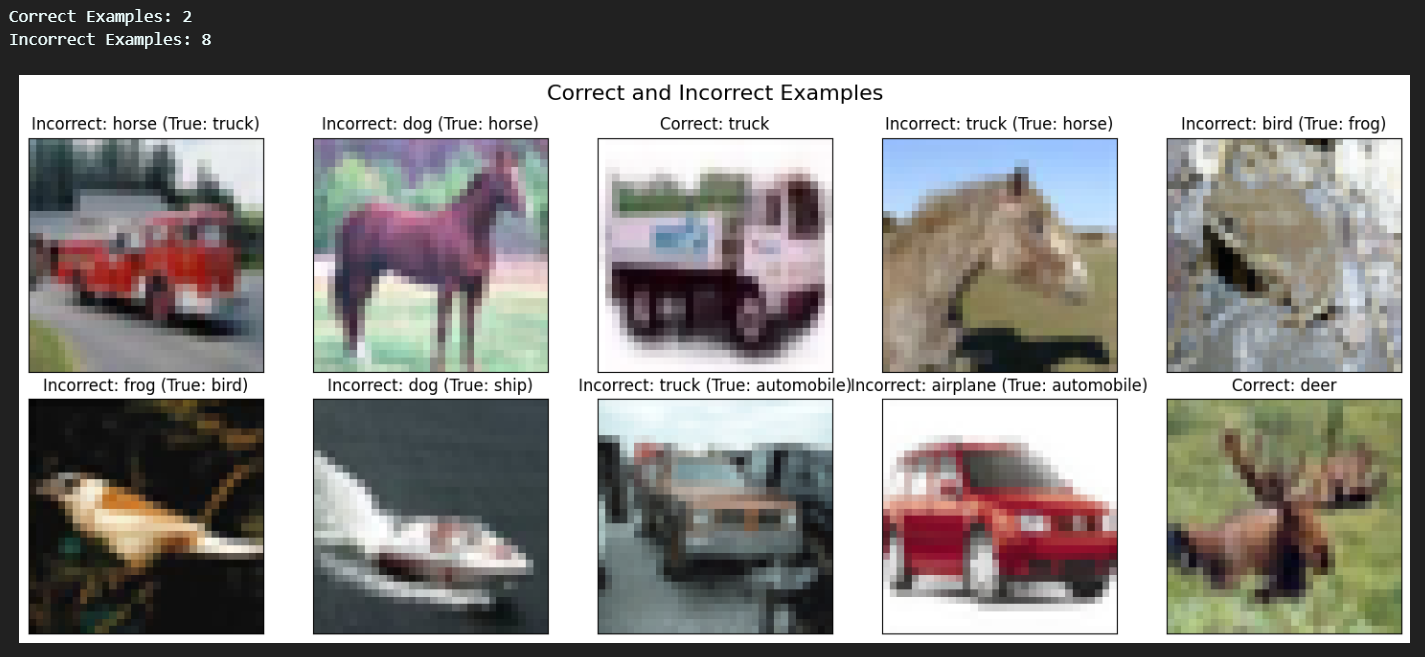 Correct Examples: 2
Incorrect Examples: 8
Correct and Incorrect Examples
Incorrect: horse (True: truck)
Incorrect: dog (True: horse)
Correct: truck
Incorrect: truck (True: horse)
Incorrect: bird (True: frog)
Incorrect: frog (True: bird)
Incorrect: dog (True: ship)
Incorrect: truck (True: automobile)
Incorrect: airplane (True: automobile)
Correct: deer